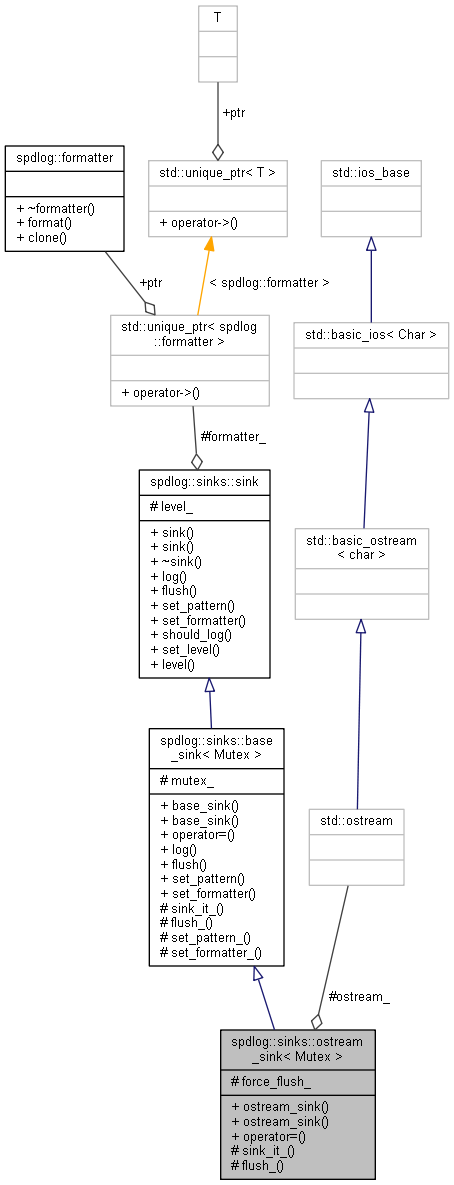 T
+ptr
spdlog::formatter
+ ~formatter()
+ format()
+ clone()
std::unique_ptr< T >
+ operator->()
std::ios_base
+ptr
< spdlog::formatter >
std::unique_ptr< spdlog
::formatter >
+ operator->()
std::basic_ios< Char >
#formatter_
spdlog::sinks::sink
# level_
+ sink()
+ sink()
+ ~sink()
+ log()
+ flush()
+ set_pattern()
+ set_formatter()
+ should_log()
+ set_level()
+ level()
std::basic_ostream
< char >
spdlog::sinks::base
_sink< Mutex >
# mutex_
+ base_sink()
+ base_sink()
+ operator=()
+ log()
+ flush()
+ set_pattern()
+ set_formatter()
# sink_it_()
# flush_()
# set_pattern_()
# set_formatter_()
std::ostream
#ostream_
spdlog::sinks::ostream
_sink< Mutex >
# force_flush_
+ ostream_sink()
+ ostream_sink()
+ operator=()
# sink_it_()
# flush_()